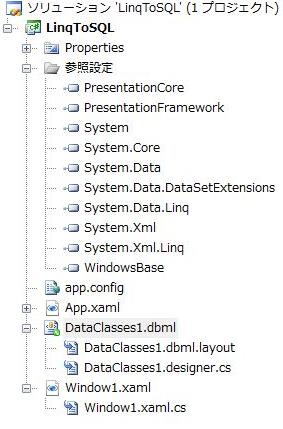 ソリューション 'LinqToSQL' (1 プロジェクト)
LinqToSQL
Properties
参照設定
PresentationCore
PresentationFramework
System
System.Core
System.Data
System.Data.DataSetExtensions
System.Data.Linq
System.Xml
System.Xml.Linq
WindowsBase
app.config
App.xaml
DataClasses1.dbml
DataClasses1.dbml.layout
DataClasses1.designer.cs
Window1.xaml
Window1.xaml.cs